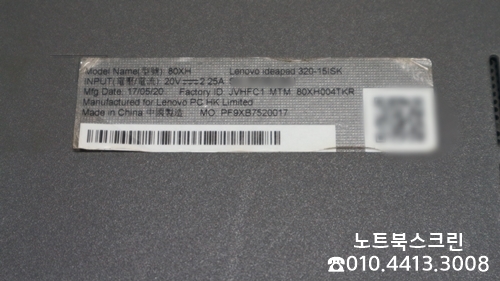 Model Name(型號): 80XH Lenovo ideapad 320-15ISK
INPUT(電壓/電流): 20V⎓2.25A
Mfg Date: 17/05/20 Factory ID: JVHFC1 MTM: 80XH004TKR
Manufactured for Lenovo PC HK Limited
Made in China 中國製造 MO: PF9XB7520017
노트북스크린
☎010.4413.3008